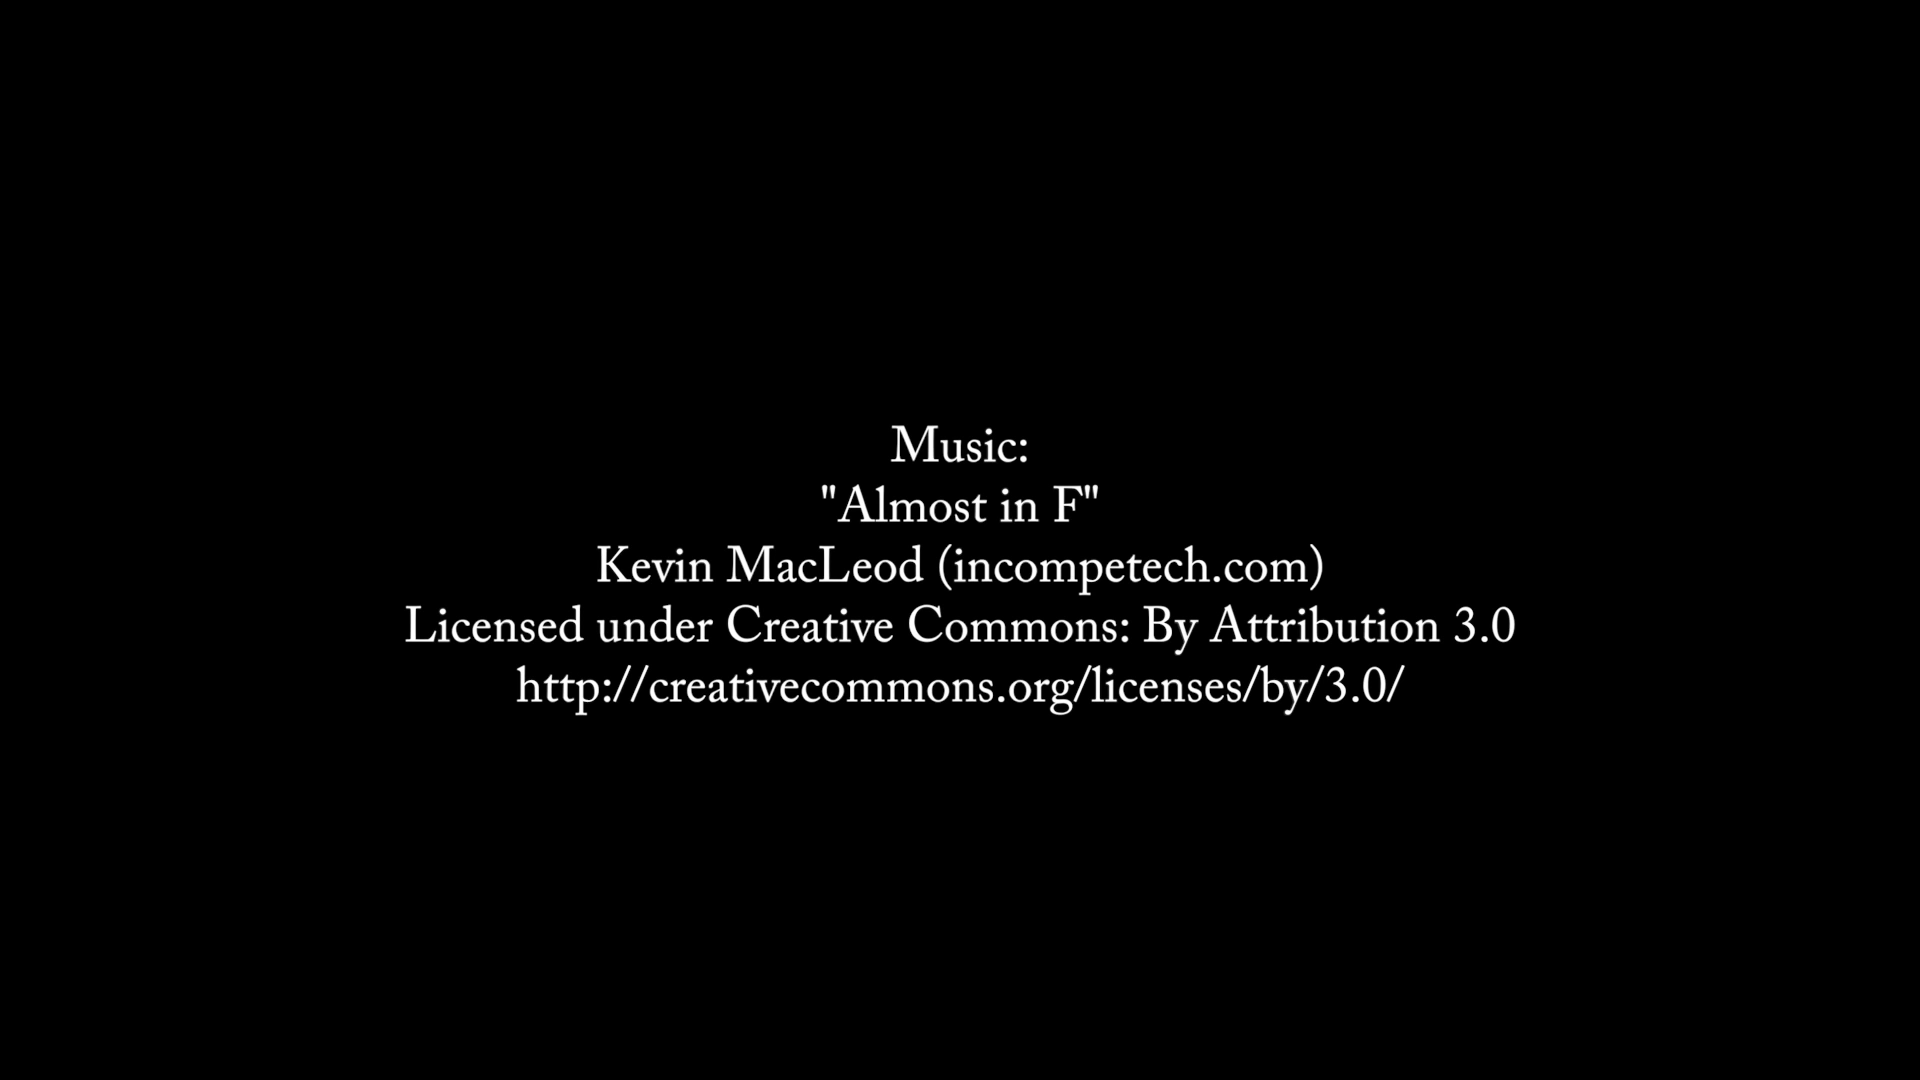 Music:
"Almost in F"
Kevin MacLeod (incompetech.com)
Licensed under Creative Commons: By Attribution 3.0
http://creativecommons.org/licenses/by/3.0/